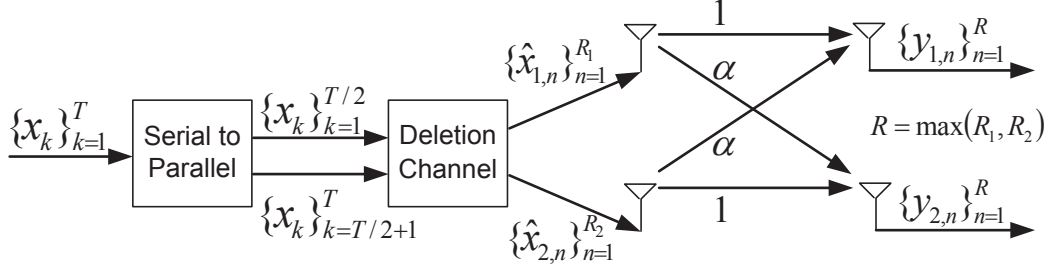 {x_k}_{k=1}^{T}
Serial to
Parallel
{x_k}_{k=1}^{T/2}
{x_k}_{k=T/2+1}^{T}
Deletion
Channel
{x̂_{1,n}}_{n=1}^{R_1}
{x̂_{2,n}}_{n=1}^{R_2}
1
α
α
1
{y_{1,n}}_{n=1}^{R}
R = max(R_1, R_2)
{y_{2,n}}_{n=1}^{R}